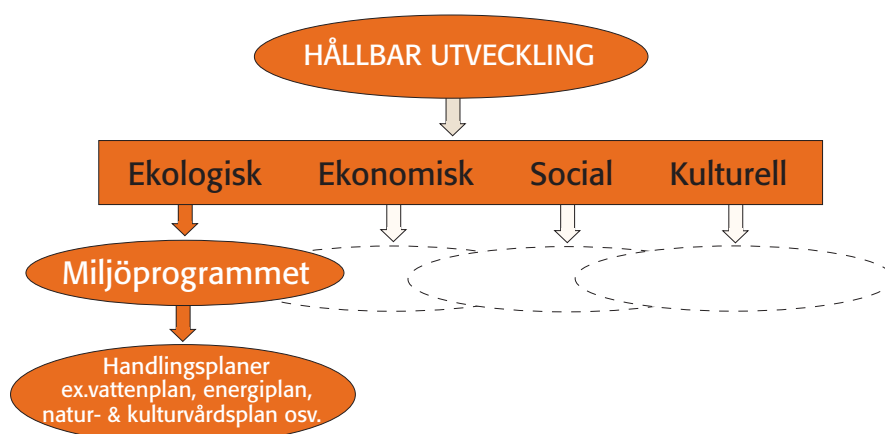 HÅLLBAR UTVECKLING
Ekologisk Ekonomisk Social Kulturell
Miljöprogrammet
Handlingsplaner
ex.vattenplan, energiplan,
natur- & kulturvårdsplan osv.